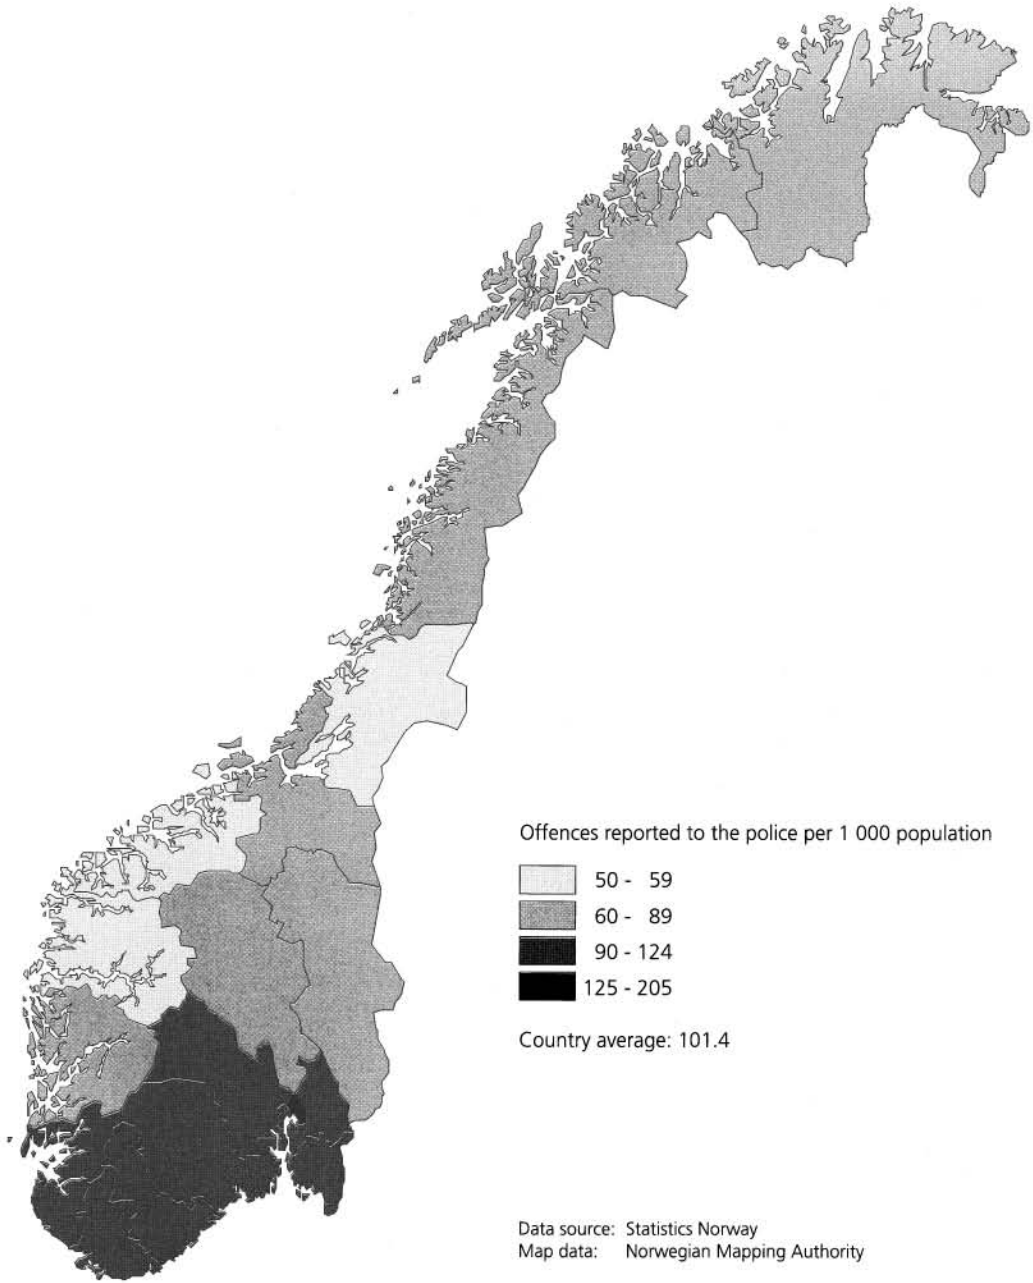 Offences reported to the police per 1 000 population
50 - 59
60 - 89
90 - 124
125 - 205
Country average: 101.4
Data source: Statistics Norway
Map data: Norwegian Mapping Authority